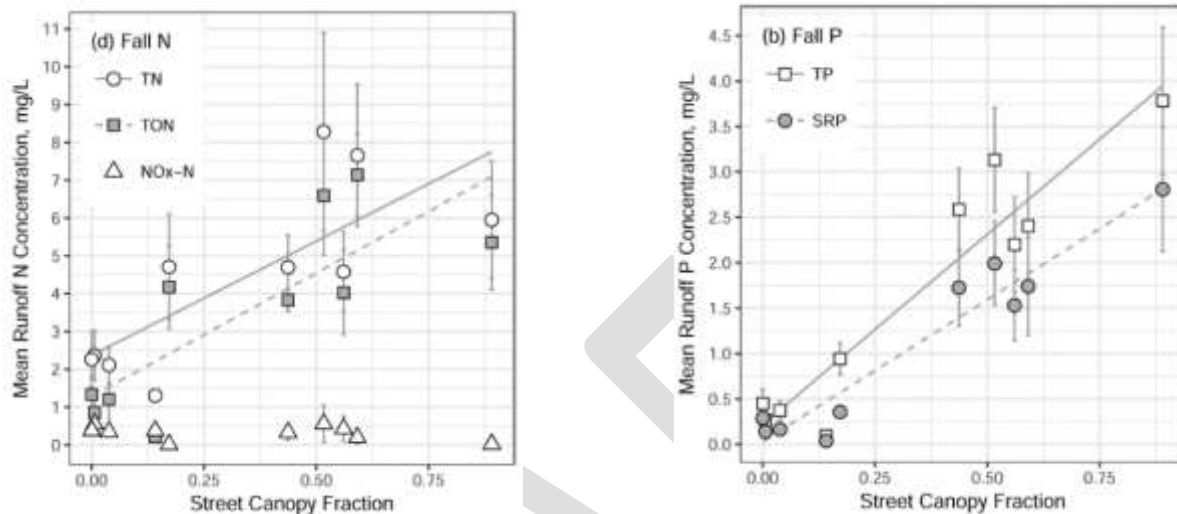 (d) Fall N
TN
TON
NOx-N
Mean Runoff N Concentration, mg/L
11
10
9
8
7
6
5
4
3
2
1
0
0.00
0.25
0.50
0.75
Street Canopy Fraction
(b) Fall P
TP
SRP
Mean Runoff P Concentration, mg/L
4.5
4.0
3.5
3.0
2.5
2.0
1.5
1.0
0.5
0.0
0.00
0.25
0.50
0.75
Street Canopy Fraction